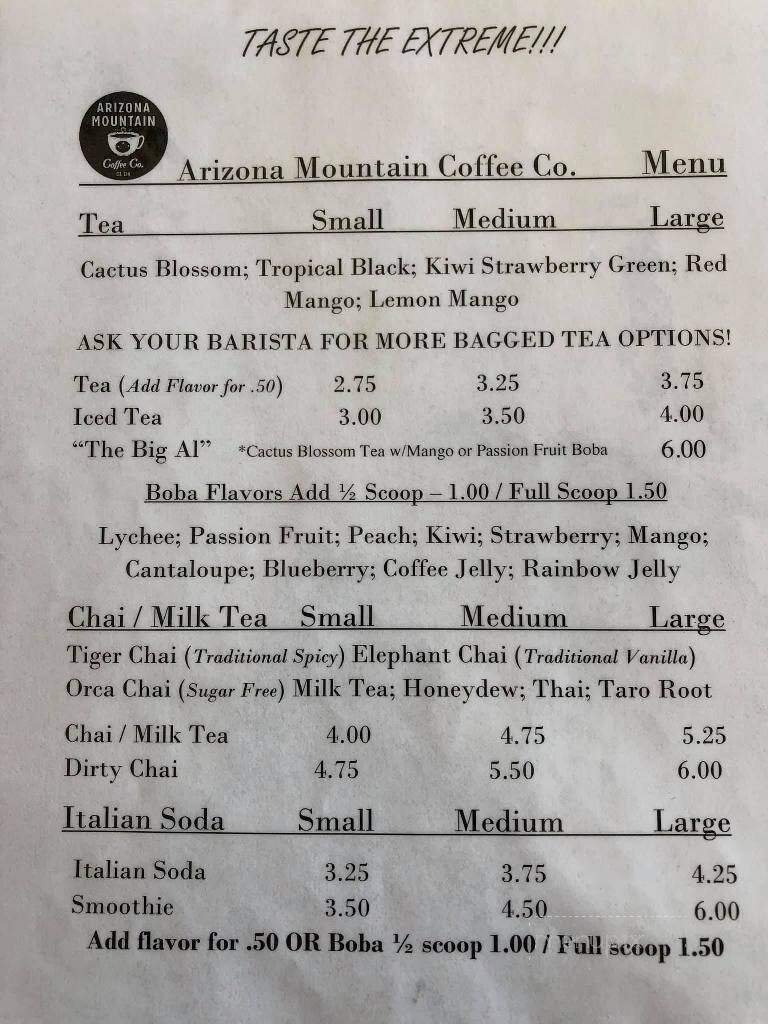 TASTE THE EXTREME!!!
ARIZONA
MOUNTAIN
Coffee Co.
Arizona Mountain Coffee Co. Menu
Tea Small Medium Large
Cactus Blossom; Tropical Black; Kiwi Strawberry Green; Red
Mango; Lemon Mango
ASK YOUR BARISTA FOR MORE BAGGED TEA OPTIONS!
Tea (Add Flavor for .50) 2.75 3.25 3.75
Iced Tea 3.00 3.50 4.00
“The Big Al” *Cactus Blossom Tea w/Mango or Passion Fruit Boba 6.00
Boba Flavors Add ½ Scoop – 1.00 / Full Scoop 1.50
Lychee; Passion Fruit; Peach; Kiwi; Strawberry; Mango;
Cantaloupe; Blueberry; Coffee Jelly; Rainbow Jelly
Chai / Milk Tea Small Medium Large
Tiger Chai (Traditional Spicy) Elephant Chai (Traditional Vanilla)
Orca Chai (Sugar Free) Milk Tea; Honeydew; Thai; Taro Root
Chai / Milk Tea 4.00 4.75 5.25
Dirty Chai 4.75 5.50 6.00
Italian Soda Small Medium Large
Italian Soda 3.25 3.75 4.25
Smoothie 3.50 4.50 6.00
Add flavor for .50 OR Boba ½ scoop 1.00 / Full scoop 1.50